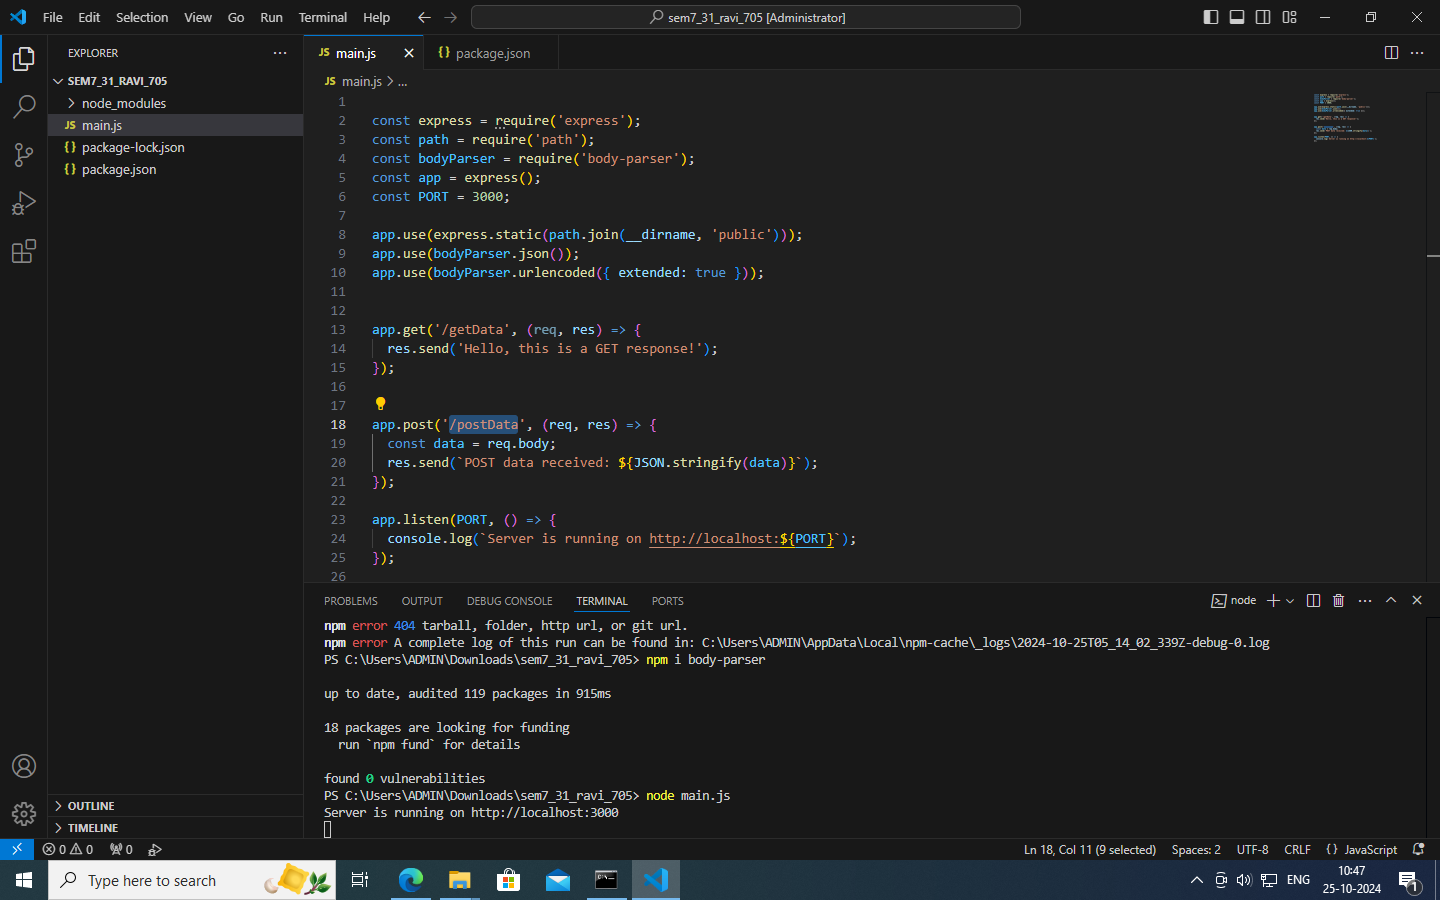 File Edit Selection View Go Run Terminal Help
sem7_31_ravi_705 [Administrator]
EXPLORER
SEM7_31_RAVI_705
node_modules
JS main.js
{} package-lock.json
{} package.json
OUTLINE
TIMELINE
JS main.js
{} package.json
JS main.js > ...
1
2 const express = require('express');
3 const path = require('path');
4 const bodyParser = require('body-parser');
5 const app = express();
6 const PORT = 3000;
7
8 app.use(express.static(path.join(__dirname, 'public')));
9 app.use(bodyParser.json());
10 app.use(bodyParser.urlencoded({ extended: true }));
11
12
13 app.get('/getData', (req, res) => {
14 res.send('Hello, this is a GET response!');
15 });
16
17
18 app.post('/postData', (req, res) => {
19 const data = req.body;
20 res.send(`POST data received: ${JSON.stringify(data)}`);
21 });
22
23 app.listen(PORT, () => {
24 console.log(`Server is running on http://localhost:${PORT}`);
25 });
26
PROBLEMS OUTPUT DEBUG CONSOLE TERMINAL PORTS
node
npm error 404 tarball, folder, http url, or git url.
npm error A complete log of this run can be found in: C:\Users\ADMIN\AppData\Local\npm-cache\_logs\2024-10-25T05_14_02_339Z-debug-0.log
PS C:\Users\ADMIN\Downloads\sem7_31_ravi_705> npm i body-parser
up to date, audited 119 packages in 915ms
18 packages are looking for funding
run `npm fund` for details
found 0 vulnerabilities
PS C:\Users\ADMIN\Downloads\sem7_31_ravi_705> node main.js
Server is running on http://localhost:3000
0 0 0
Ln 18, Col 11 (9 selected) Spaces: 2 UTF-8 CRLF {} JavaScript
Type here to search
ENG
10:47
25-10-2024
1